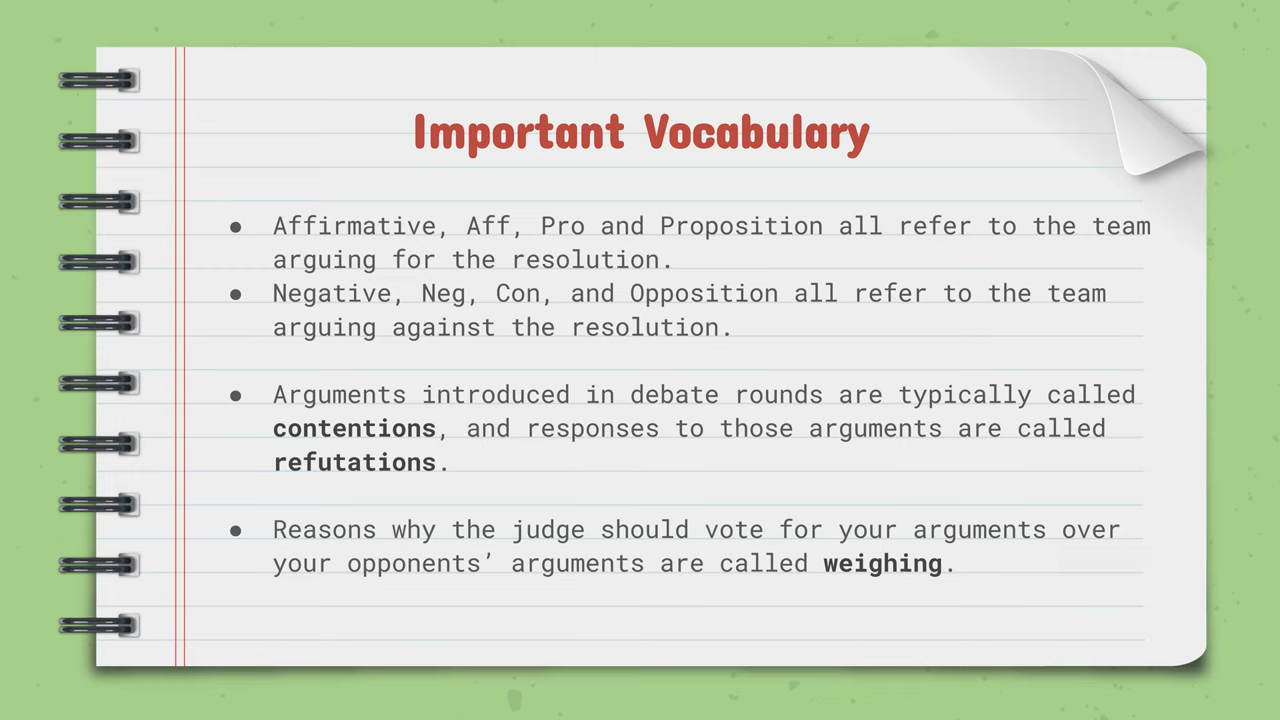 Important Vocabulary
● Affirmative, Aff, Pro and Proposition all refer to the team
arguing for the resolution.
● Negative, Neg, Con, and Opposition all refer to the team
arguing against the resolution.
● Arguments introduced in debate rounds are typically called
contentions, and responses to those arguments are called
refutations.
● Reasons why the judge should vote for your arguments over
your opponents’ arguments are called weighing.